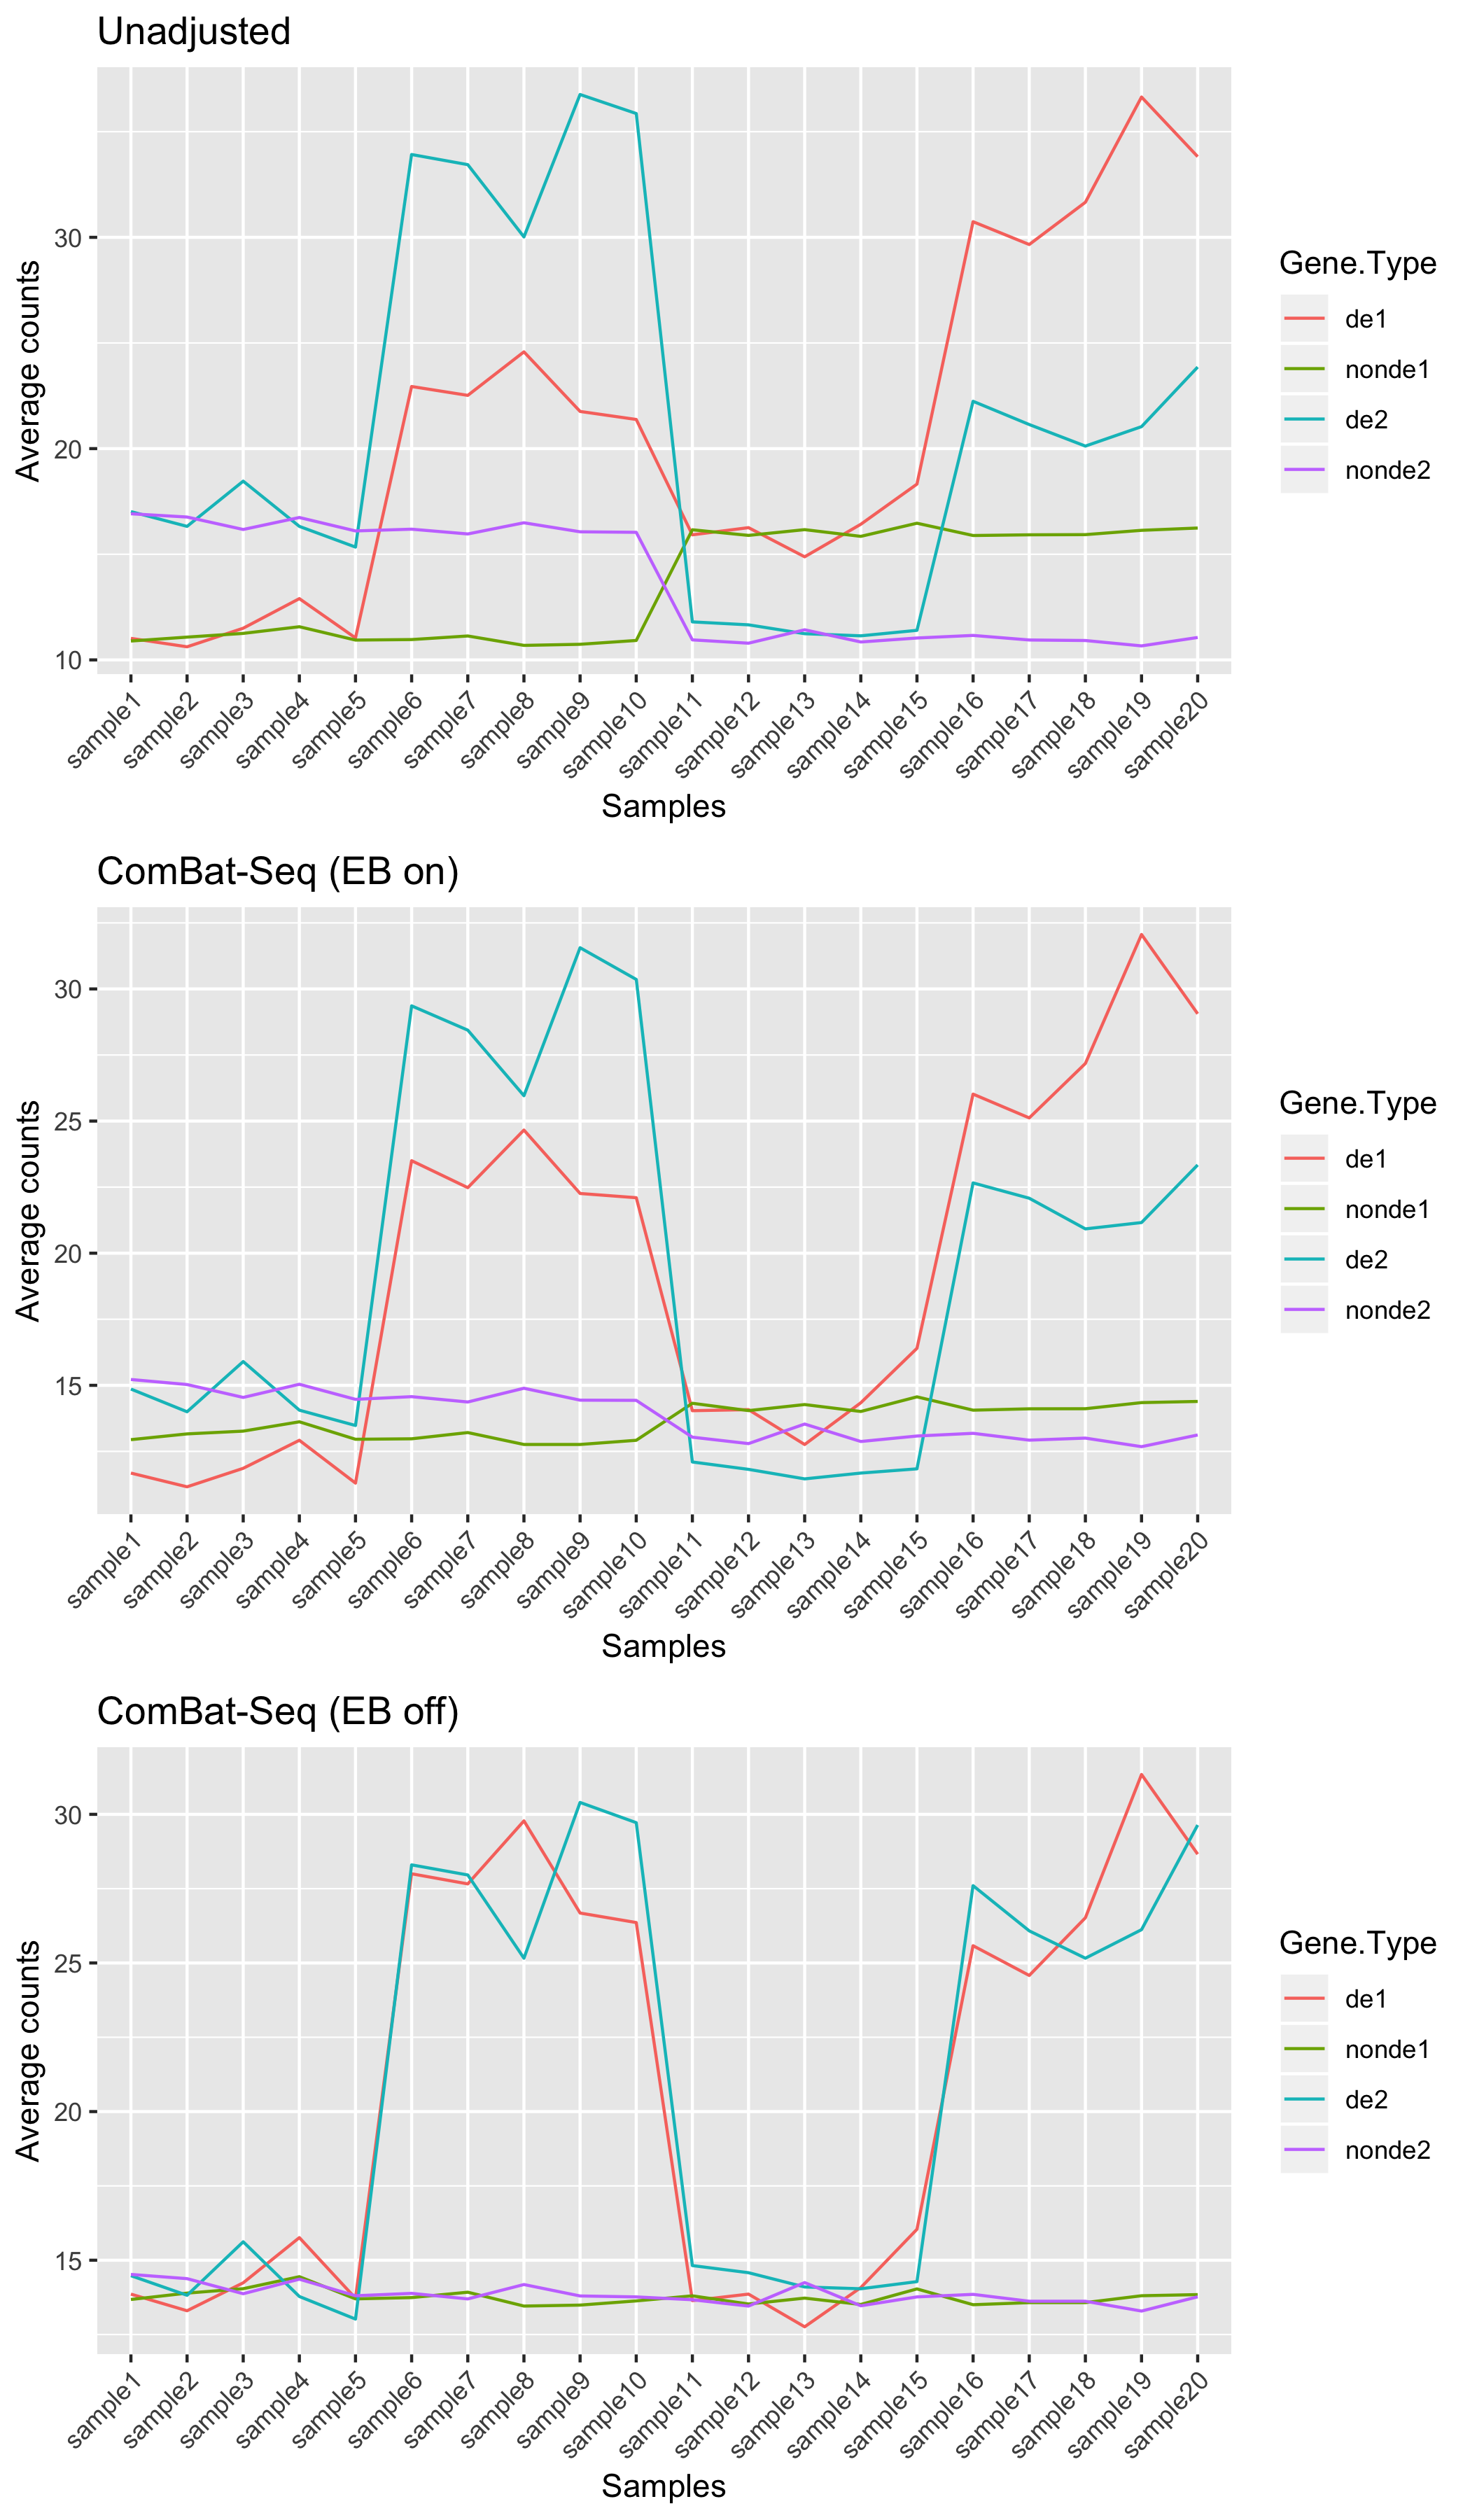 Unadjusted
Average counts
30
20
10
sample1
sample2
sample3
sample4
sample5
sample6
sample7
sample8
sample9
sample10
sample11
sample12
sample13
sample14
sample15
sample16
sample17
sample18
sample19
sample20
Samples
Gene.Type
de1
nonde1
de2
nonde2
ComBat-Seq (EB on)
Average counts
30
25
20
15
sample1
sample2
sample3
sample4
sample5
sample6
sample7
sample8
sample9
sample10
sample11
sample12
sample13
sample14
sample15
sample16
sample17
sample18
sample19
sample20
Samples
Gene.Type
de1
nonde1
de2
nonde2
ComBat-Seq (EB off)
Average counts
30
25
20
15
sample1
sample2
sample3
sample4
sample5
sample6
sample7
sample8
sample9
sample10
sample11
sample12
sample13
sample14
sample15
sample16
sample17
sample18
sample19
sample20
Samples
Gene.Type
de1
nonde1
de2
nonde2